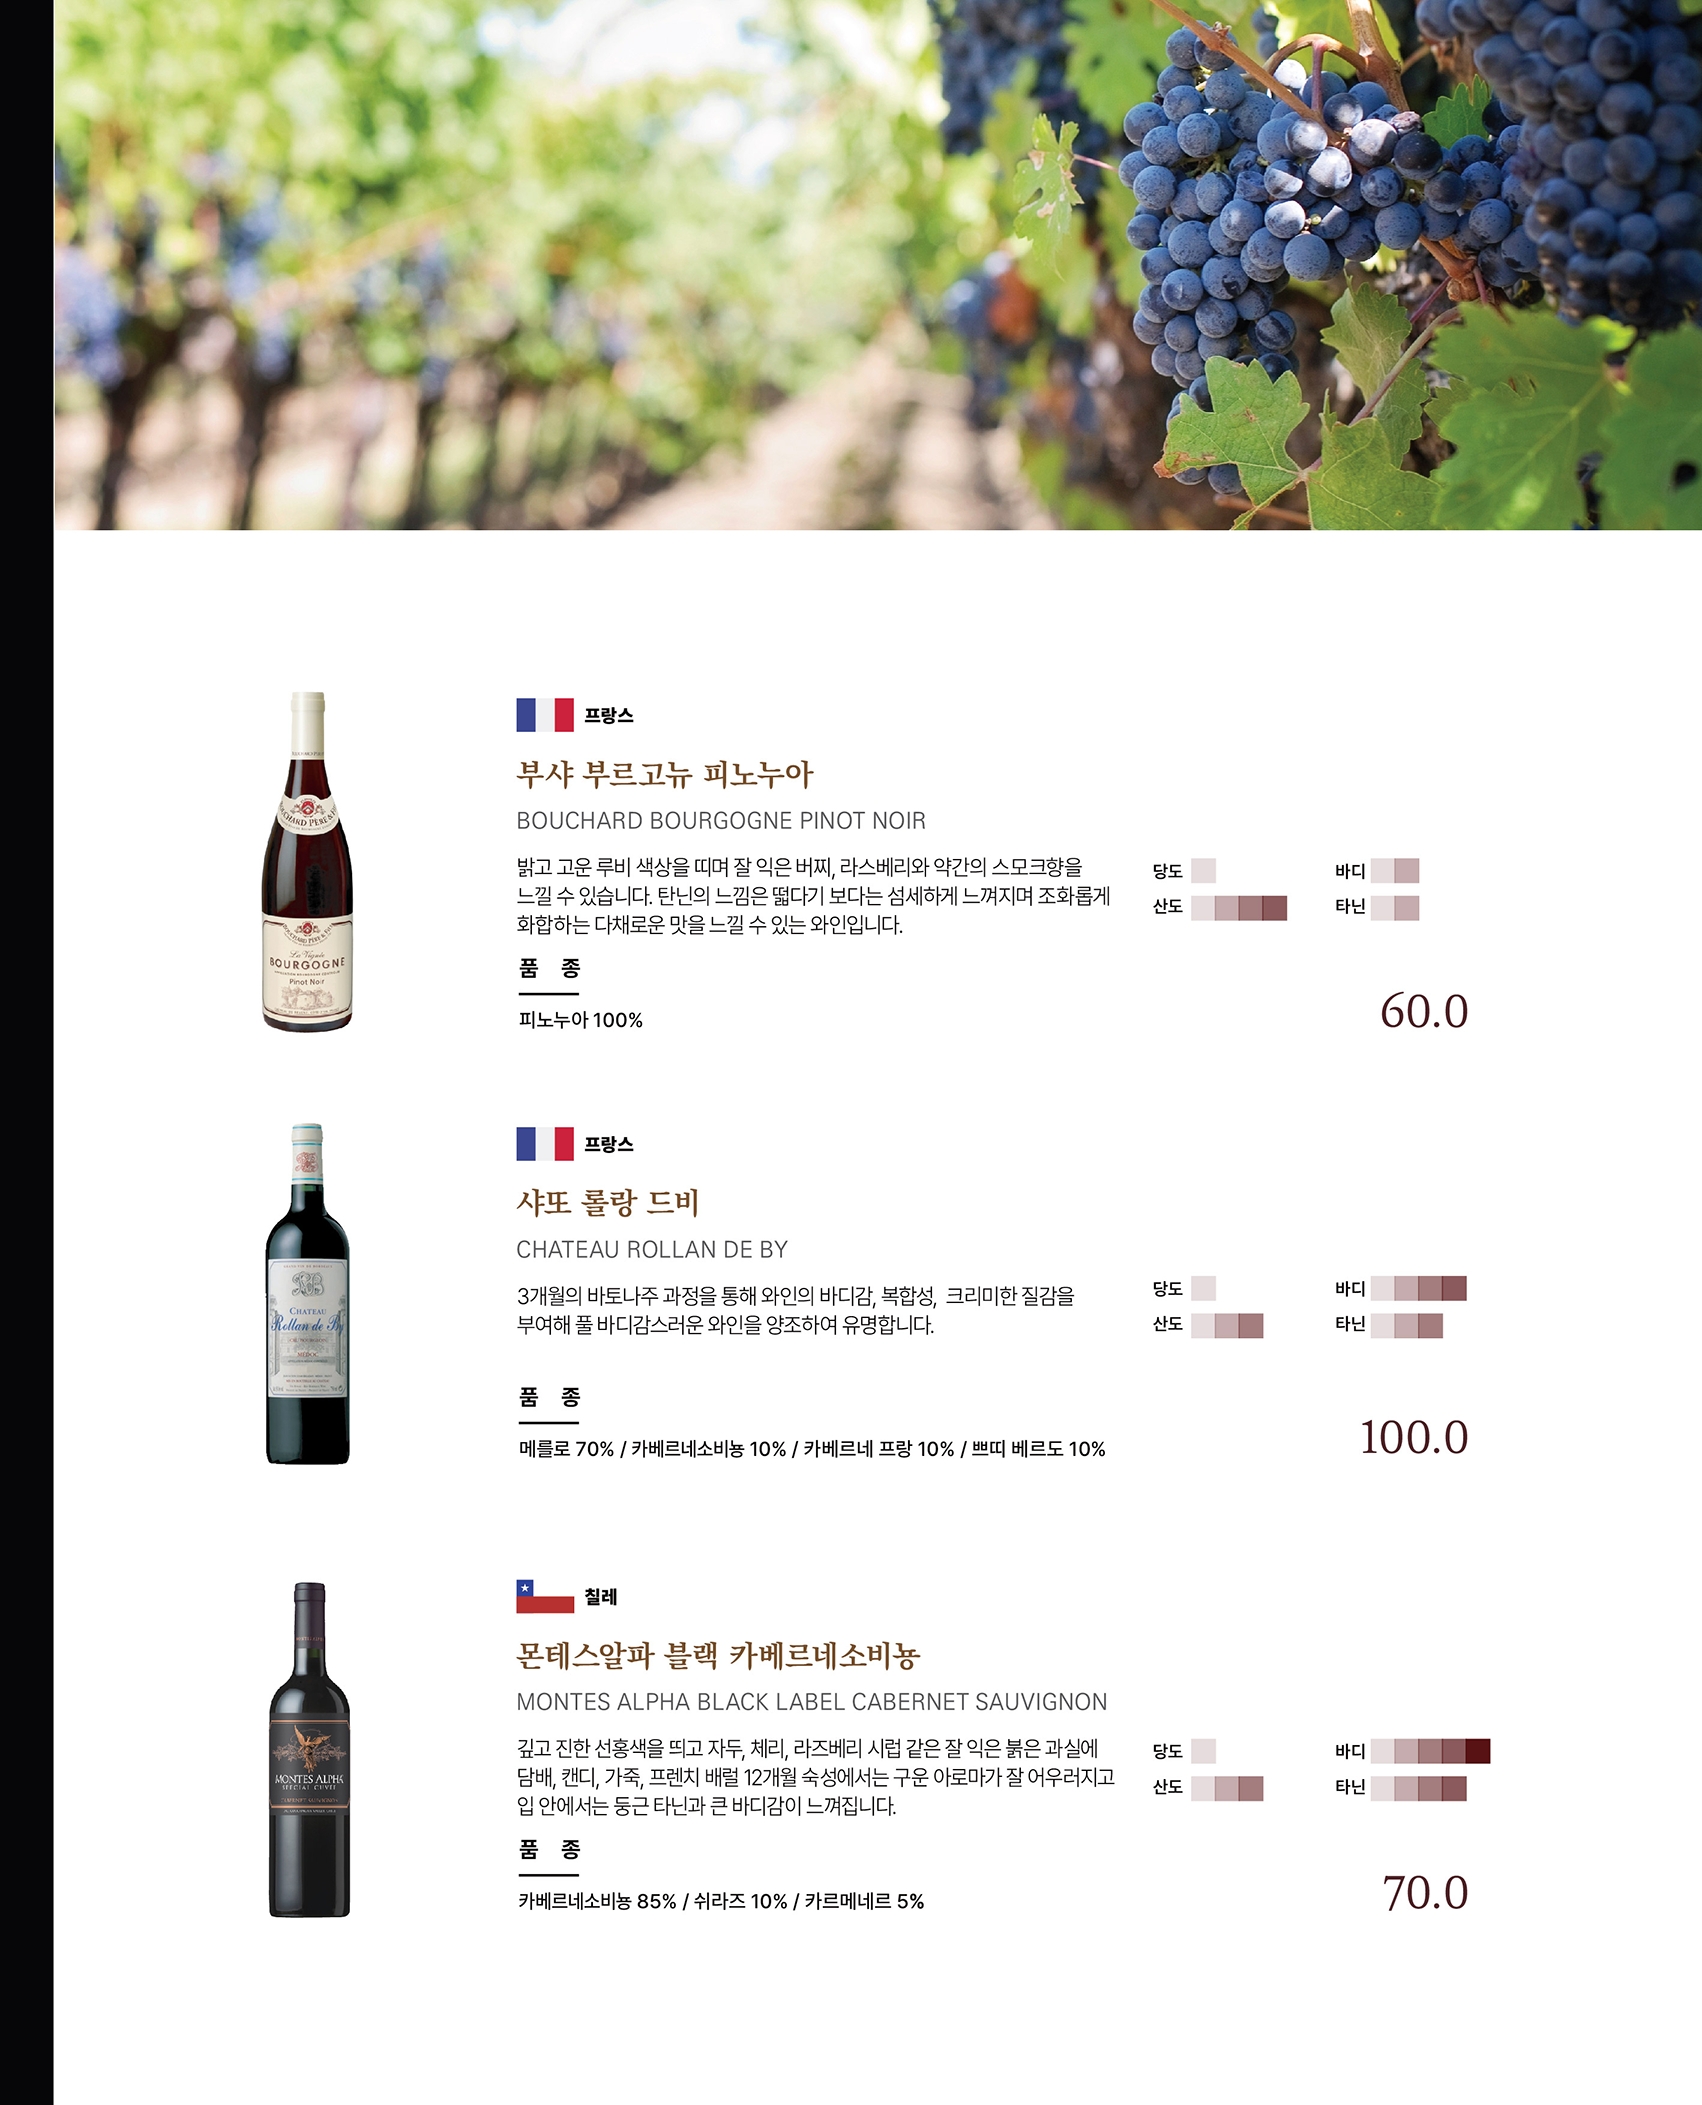 프랑스
부샤 부르고뉴 피노누아
BOUCHARD BOURGOGNE PINOT NOIR
밝고 고운 루비 색상을 띠며 잘 익은 버찌, 라스베리와 약간의 스모크향을
느낄 수 있습니다. 탄닌의 느낌은 떫다기 보다는 섬세하게 느껴지며 조화롭게
화합하는 다채로운 맛을 느낄 수 있는 와인입니다.
당도
바디
산도
타닌
품 종
피노누아 100%
60.0
BOURGOGNE
Pinot Noir
프랑스
샤또 롤랑 드비
CHATEAU ROLLAN DE BY
3개월의 바토나주 과정을 통해 와인의 바디감, 복합성, 크리미한 질감을
부여해 풀 바디감스러운 와인을 양조하여 유명합니다.
당도
바디
산도
타닌
품 종
메를로 70% / 카베르네소비뇽 10% / 카베르네 프랑 10% / 쁘띠 베르도 10%
100.0
CHATEAU
Rollan de By
MEDOC
칠레
몬테스알파 블랙 카베르네소비뇽
MONTES ALPHA BLACK LABEL CABERNET SAUVIGNON
깊고 진한 선홍색을 띄고 자두, 체리, 라즈베리 시럽 같은 잘 익은 붉은 과실에
담배, 캔디, 가죽, 프렌치 배럴 12개월 숙성에서는 구운 아로마가 잘 어우러지고
입 안에서는 둥근 타닌과 큰 바디감이 느껴집니다.
당도
바디
산도
타닌
품 종
카베르네소비뇽 85% / 쉬라즈 10% / 카르메네르 5%
70.0
MONTES ALPHA
SPECIAL CUVÉE
CABERNET SAUVIGNON